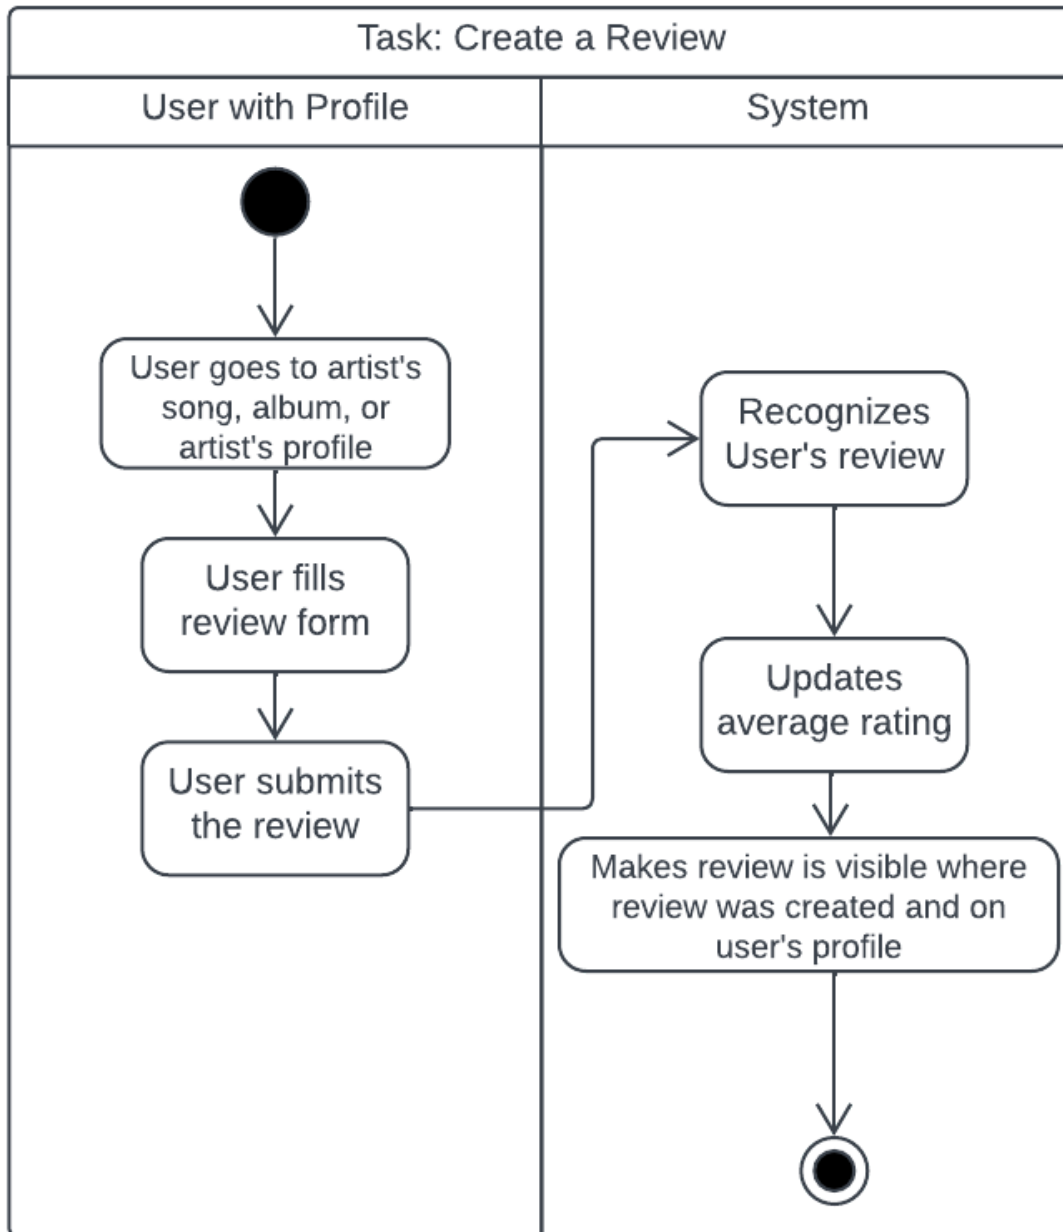 Task: Create a Review
User with Profile
System
User goes to artist's
song, album, or
artist's profile
User fills
review form
User submits
the review
Recognizes
User's review
Updates
average rating
Makes review is visible where
review was created and on
user's profile